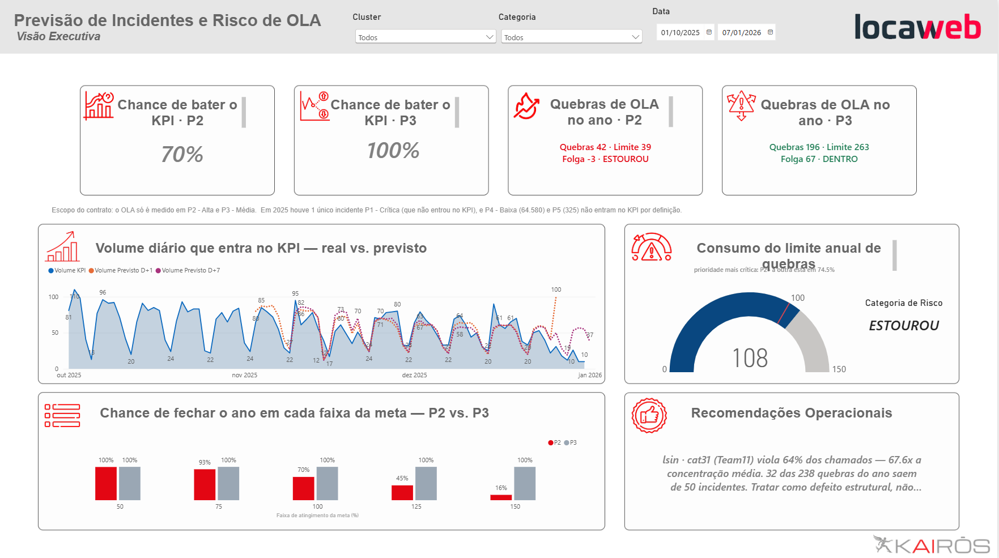 Previsão de Incidentes e Risco de OLA
Visão Executiva
Cluster
Todos
Categoria
Todos
Data
01/10/2025
07/01/2026
locaweb
Chance de bater o
KPI · P2
70%
Chance de bater o
KPI · P3
100%
Quebras de OLA
no ano · P2
Quebras 42 · Limite 39
Folga -3 · ESTOUROU
Quebras de OLA no
ano · P3
Quebras 196 · Limite 263
Folga 67 · DENTRO
Escopo do contrato: o OLA só é medido em P2 - Alta e P3 - Média. Em 2025 houve 1 único incidente P1 - Crítica (que não entrou no KPI), e P4 - Baixa (64.580) e P5 (325) não entram no KPI por definição.
Volume diário que entra no KPI — real vs. previsto
Volume KPI Volume Previsto D+1 Volume Previsto D+7
100
50
0
81
110
13
96
20
24
22
24
80
85
22
95
82
12
17
73
60
70
24
24
70
71
80
22
63
67
22
64
58
20
61
61
20
100
19
10
10
37
out 2025
nov 2025
dez 2025
jan 2026
Consumo do limite anual de
quebras
prioridade mais crítica: P2 · a outra está em 74.5%
0
100
150
108
Categoria de Risco
ESTOUROU
Chance de fechar o ano em cada faixa da meta — P2 vs. P3
P2 P3
100% 100%
93% 100%
70% 100%
45% 100%
16% 100%
50
75
100
125
150
Faixa de atingimento da meta (%)
Recomendações Operacionais
lsin · cat31 (Team11) viola 64% dos chamados — 67.6x a
concentração média. 32 das 238 quebras do ano saem
de 50 incidentes. Tratar como defeito estrutural, não...
KAIRÓS